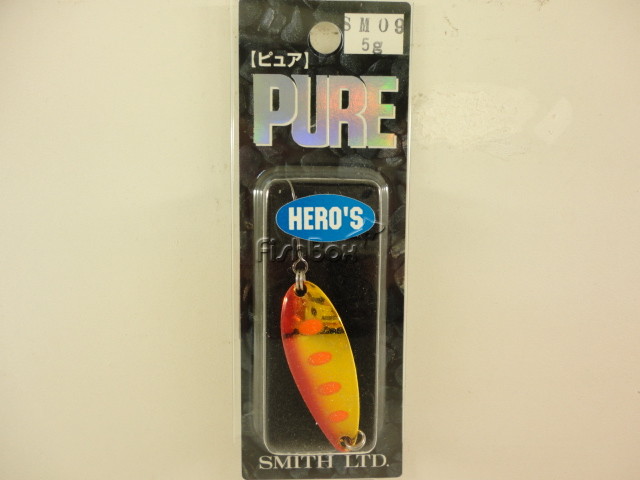 SM09
5g
【ピュア】
PURE
HERO'S
FishBox
SMITH LTD.